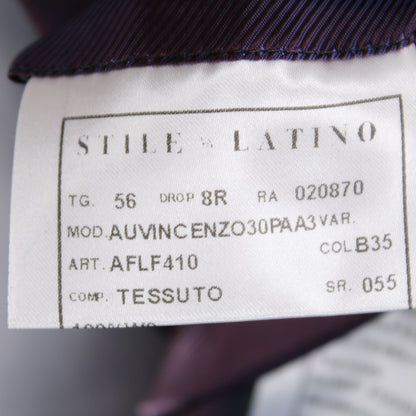 STILE LATINO
TG. 56 DROP 8R RA 020870
MOD. AUVINCENZO30PAA3 VAR.
ART. AFLF410 COL B35
COMP. TESSUTO SR. 055